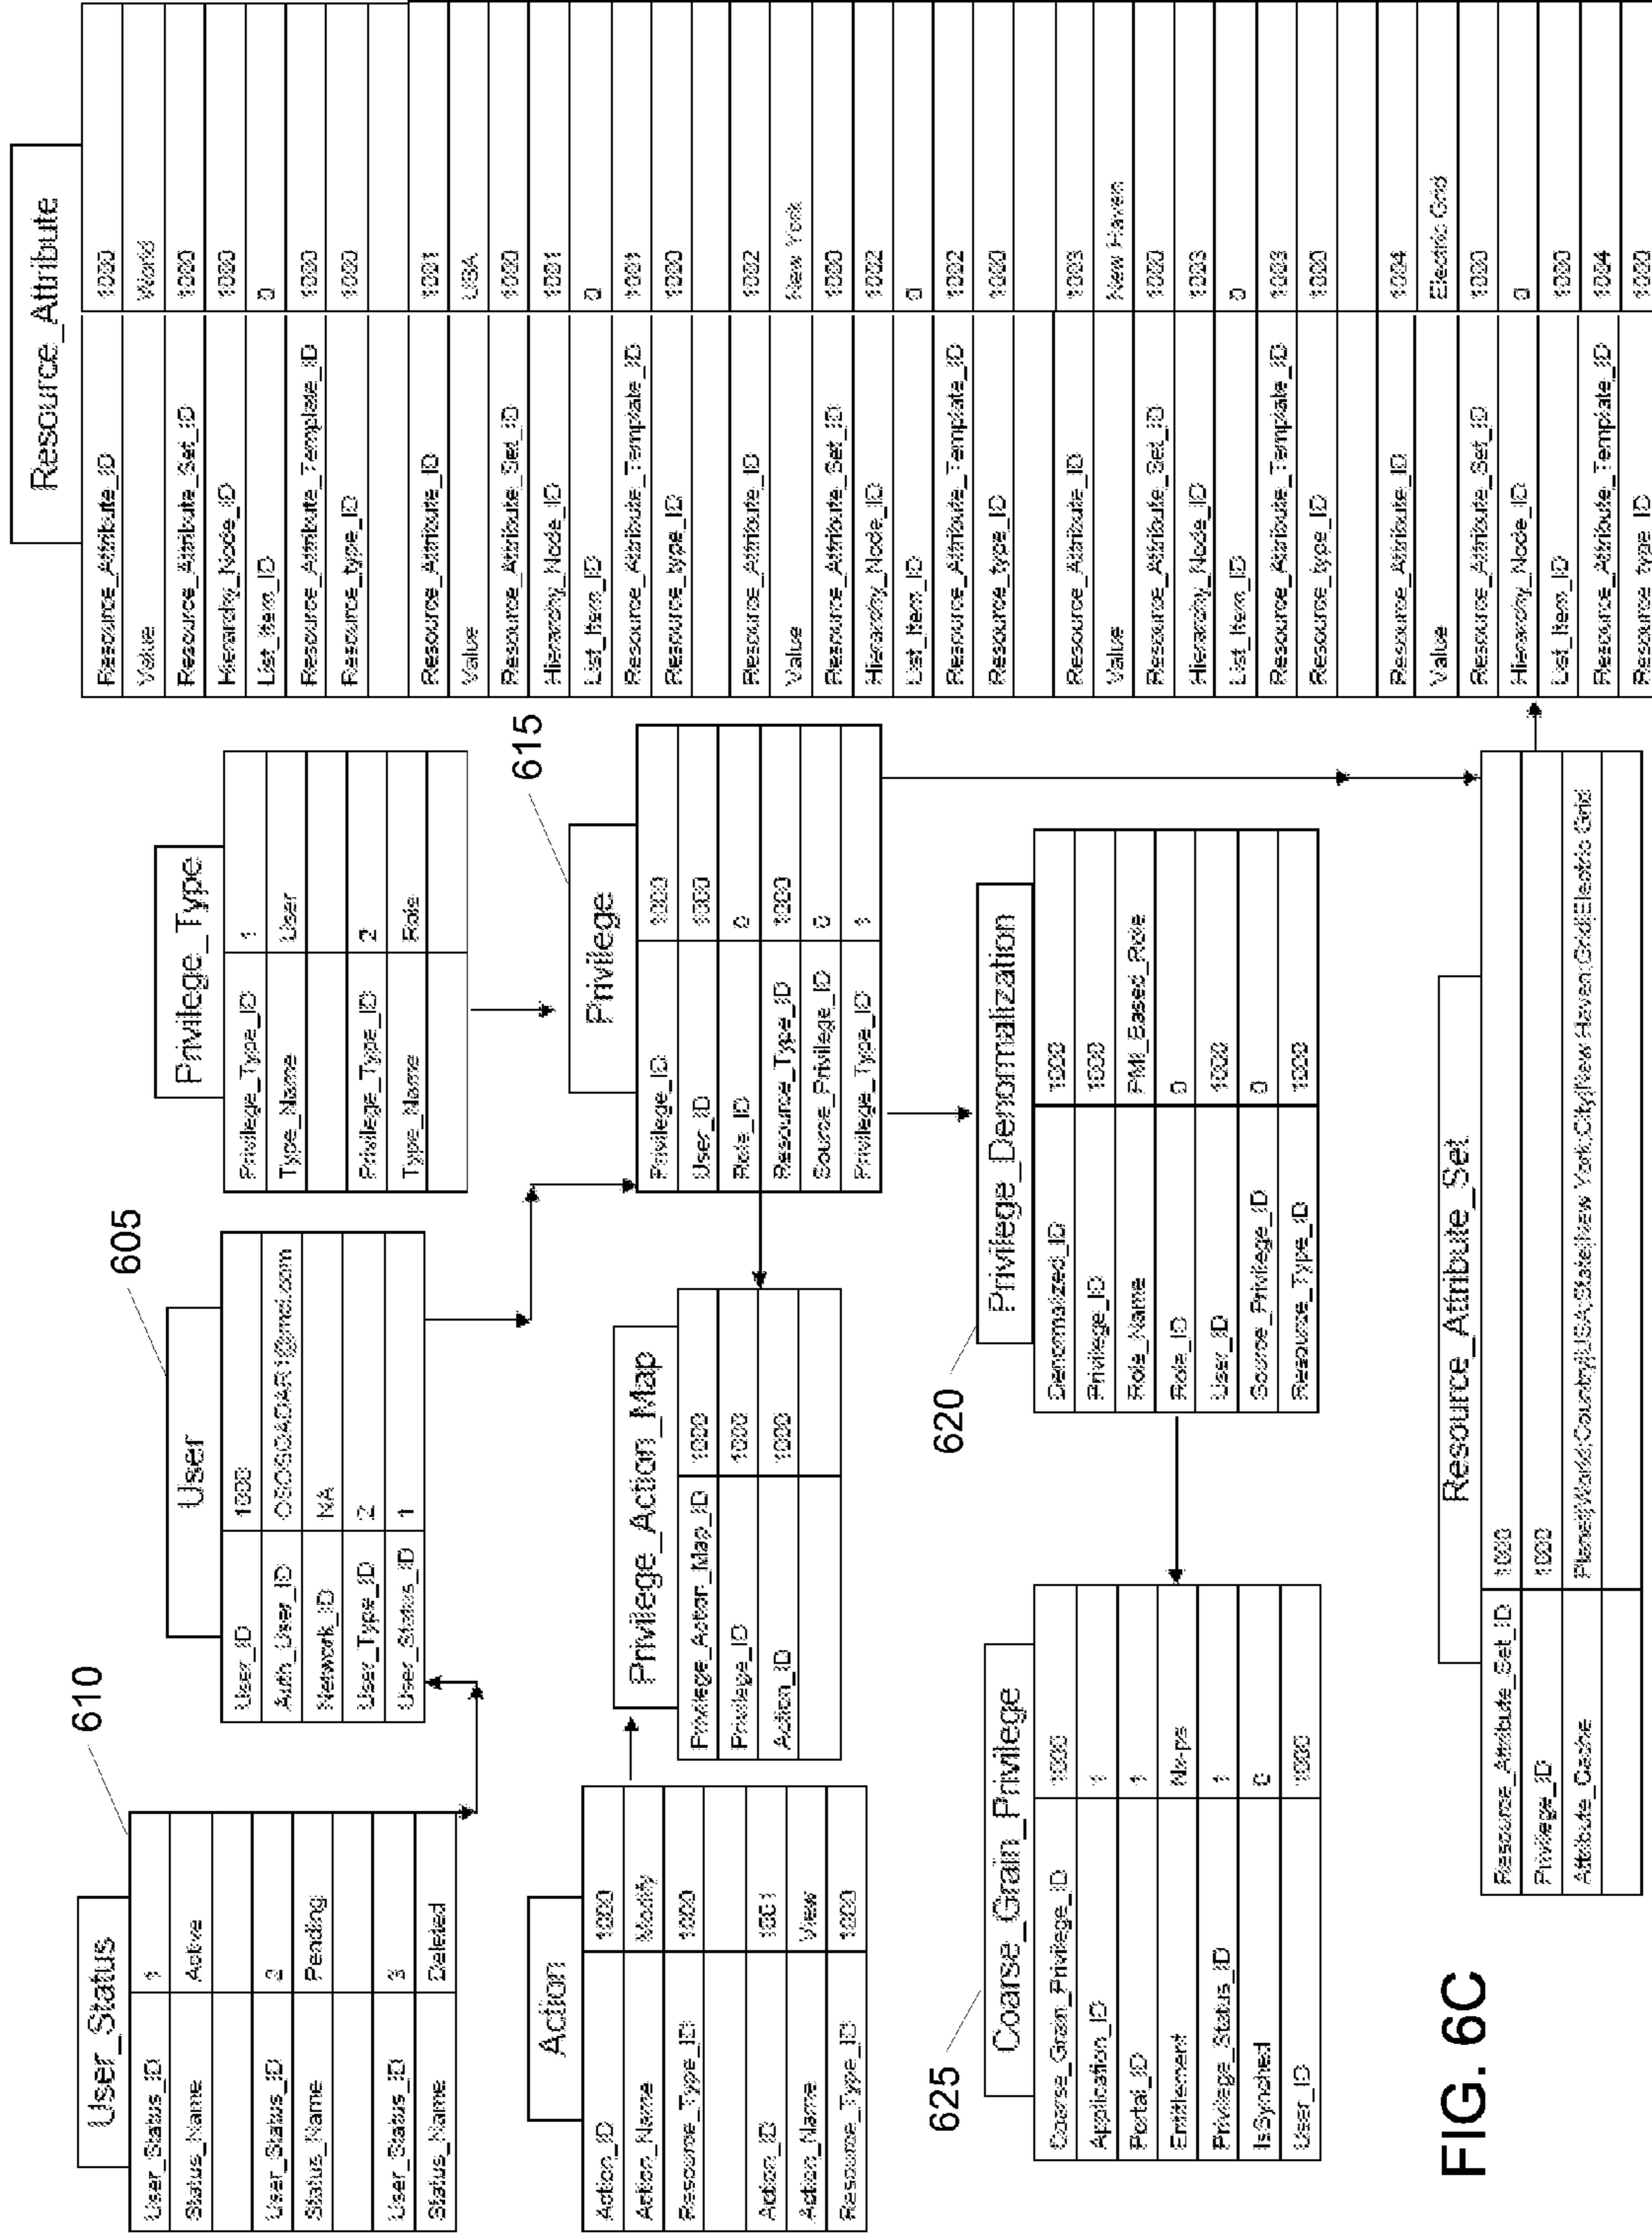 User_Status
610
User_Status_ID 1
Status_Name Active
User_Status_ID 2
Status_Name Pending
User_Status_ID 3
Status_Name Deleted
User
605
User_ID 1000
Auth_User_ID
Network_ID NA
User_Type_ID 2
User_Status_ID 1
Privilege_Type
Privilege_Type_ID 1
Type_Name User
Privilege_Type_ID 2
Type_Name Role
Action
Action_ID 1000
Action_Name Modify
Resource_Type_ID 1000
Action_ID 1001
Action_Name View
Resource_Type_ID 1000
Privilege_Action_Map
Privilege_Action_Map_ID 1000
Privilege_ID 1000
Action_ID 1000
Privilege
615
Privilege_ID 1000
User_ID 1000
Role_ID 0
Resource_Type_ID 1000
Source_Privilege_ID 0
Privilege_Type_ID 1
625
Coarse_Grain_Privilege
Coarse_Grain_Privilege_ID 1000
Application_ID 1
Portal_ID 1
Entitlement
Privilege_Status_ID 1
IsSynched 0
User_ID 1000
620
Privilege_Denomalization
Denormalized_ID 1000
Privilege_ID 1000
Role_Name PMI_Based_Role
Role_ID 0
User_ID 1000
Source_Privilege_ID 0
Resource_Type_ID 1000
Resource_Attribute_Set
Resource_Attribute_Set_ID 1000
Privilege_ID 1000
Attribute_Cache Planet|World;Country|USA;State|New York;City|New Haven;Grid|Electric Grid
Resource_Attribute
Resource_Attribute_ID 1000
Value World
Resource_Attribute_Set_ID 1000
Hierarchy_Node_ID 1000
List_Item_ID 0
Resource_Attribute_Template_ID 1000
Resource_type_ID 1000
Resource_Attribute_ID 1001
Value USA
Resource_Attribute_Set_ID 1000
Hierarchy_Node_ID 1001
List_Item_ID 0
Resource_Attribute_Template_ID 1001
Resource_type_ID 1000
Resource_Attribute_ID 1002
Value New York
Resource_Attribute_Set_ID 1000
Hierarchy_Node_ID 1002
List_Item_ID 0
Resource_Attribute_Template_ID 1002
Resource_type_ID 1000
Resource_Attribute_ID 1003
Value New Haven
Resource_Attribute_Set_ID 1000
Hierarchy_Node_ID 1003
List_Item_ID 0
Resource_Attribute_Template_ID 1003
Resource_type_ID 1000
Resource_Attribute_ID 1004
Value Electric Grid
Resource_Attribute_Set_ID 1000
Hierarchy_Node_ID 0
List_Item_ID 1000
Resource_Attribute_Template_ID 1004
Resource_type_ID 1000
FIG. 6C